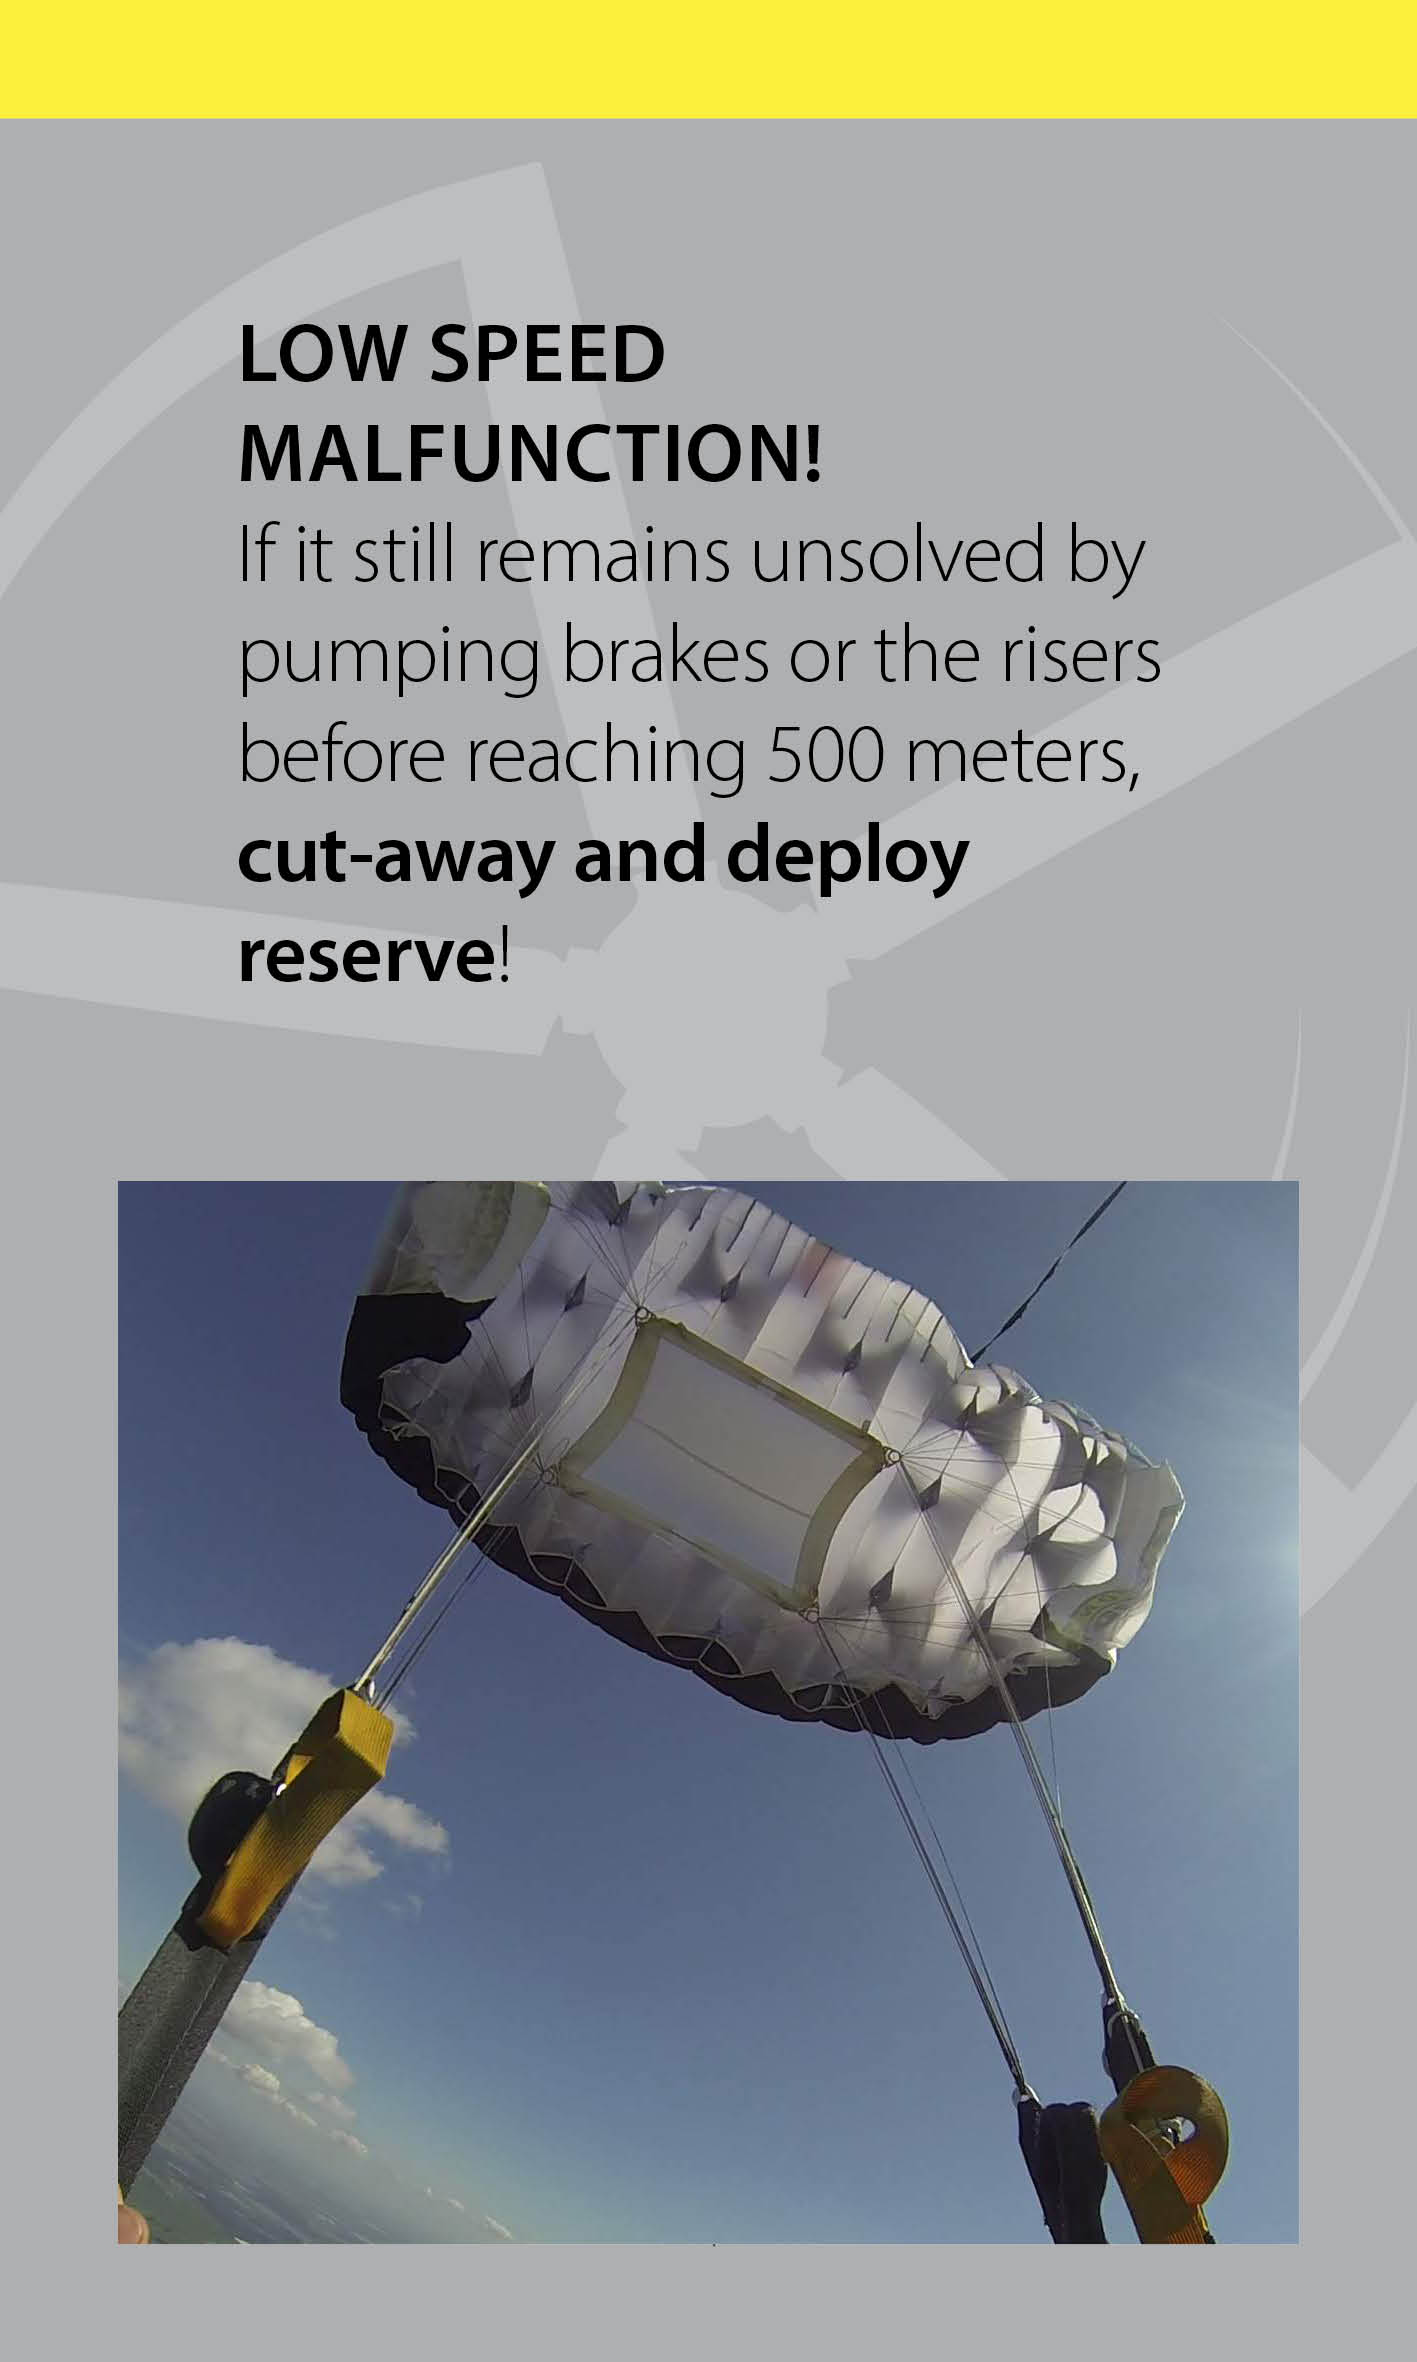 LOW SPEED
MALFUNCTION!
If it still remains unsolved by
pumping brakes or the risers
before reaching 500 meters,
cut-away and deploy
reserve!